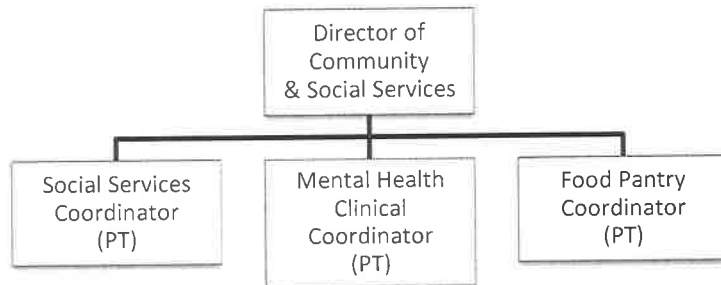 Director of
Community
& Social Services
Social Services
Coordinator
(PT)
Mental Health
Clinical
Coordinator
(PT)
Food Pantry
Coordinator
(PT)